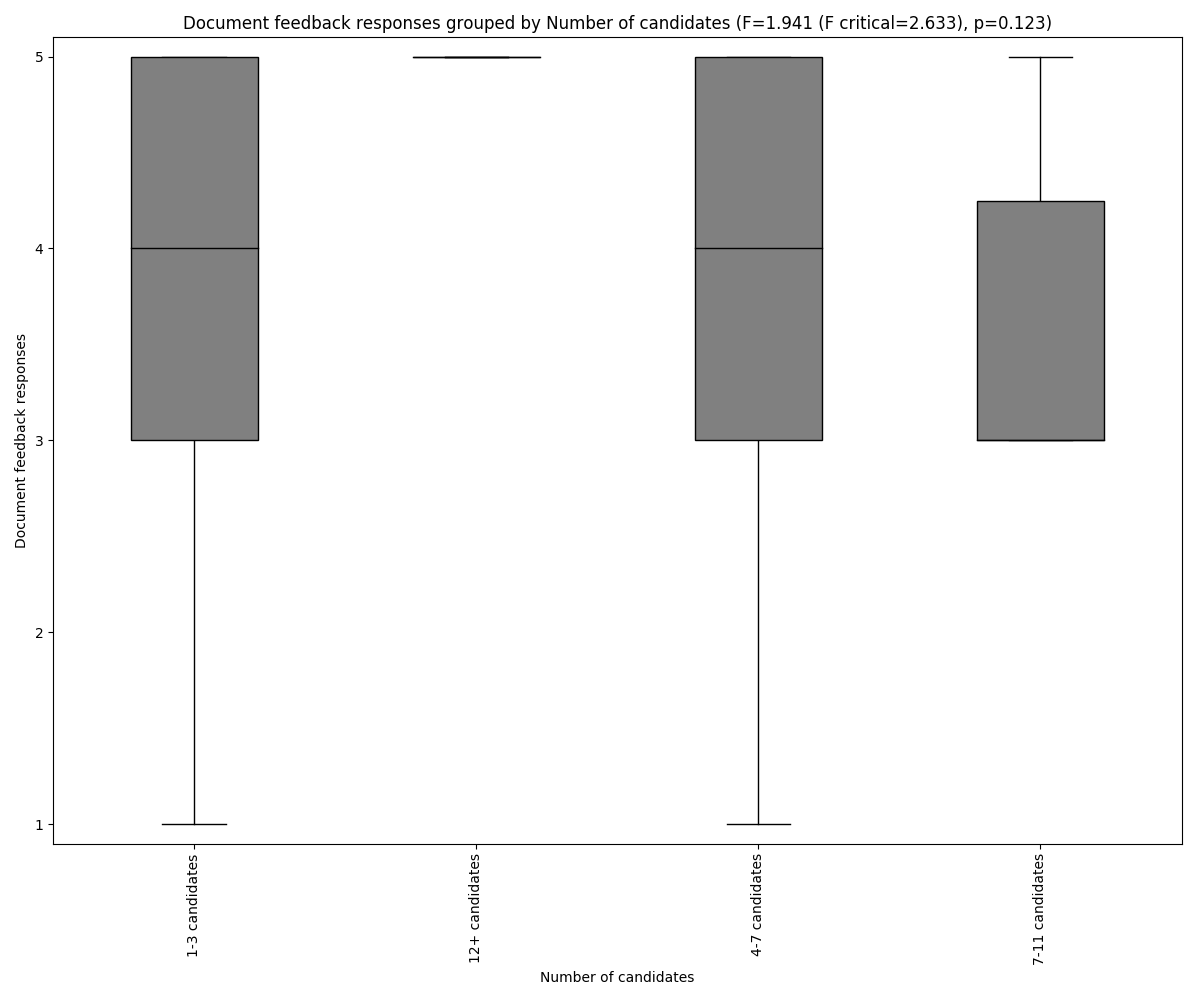 Document feedback responses grouped by Number of candidates (F=1.941 (F critical=2.633), p=0.123)
Document feedback responses
5
4
3
2
1
1-3 candidates
12+ candidates
4-7 candidates
7-11 candidates
Number of candidates